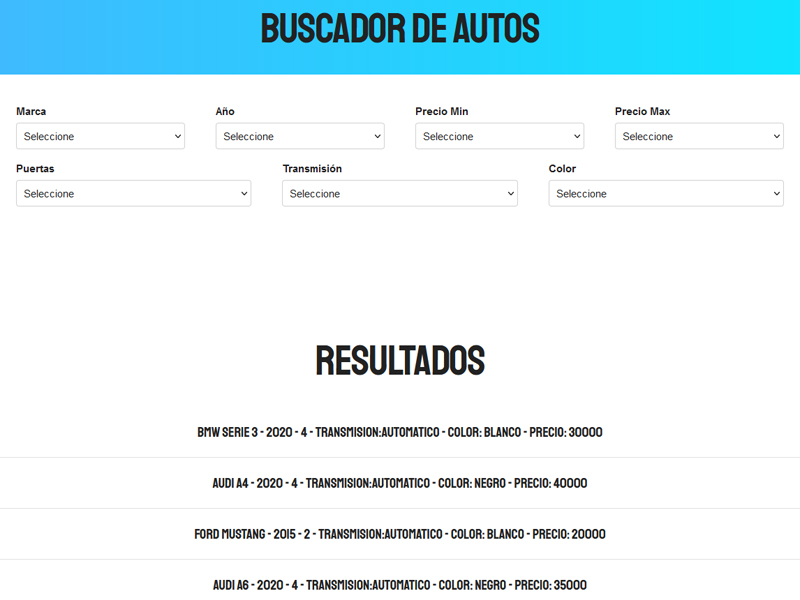 BUSCADOR DE AUTOS
Marca Año Precio Min Precio Max
Seleccione Seleccione Seleccione Seleccione
Puertas Transmisión Color
Seleccione Seleccione Seleccione
RESULTADOS
BMW SERIE 3 - 2020 - 4 - TRANSMISION:AUTOMATICO - COLOR: BLANCO - PRECIO: 30000
AUDI A4 - 2020 - 4 - TRANSMISION:AUTOMATICO - COLOR: NEGRO - PRECIO: 40000
FORD MUSTANG - 2015 - 2 - TRANSMISION:AUTOMATICO - COLOR: BLANCO - PRECIO: 20000
AUDI A6 - 2020 - 4 - TRANSMISION:AUTOMATICO - COLOR: NEGRO - PRECIO: 35000